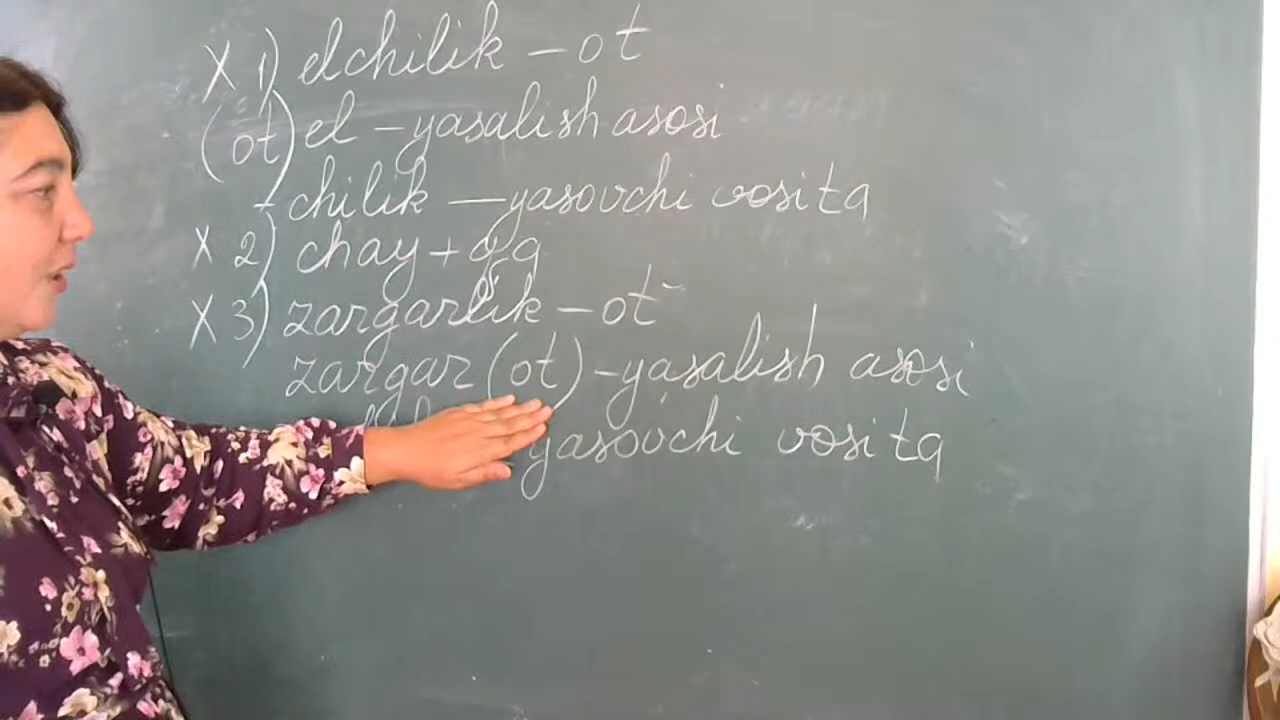 X 1) elchilik – ot
(ot) el – yasalish asosi
- chilik — yasovchi vosita
X 2) chay + qa
X 3) zargarlik – ot
zargar (ot) – yasalish asosi
yasovchi vosita